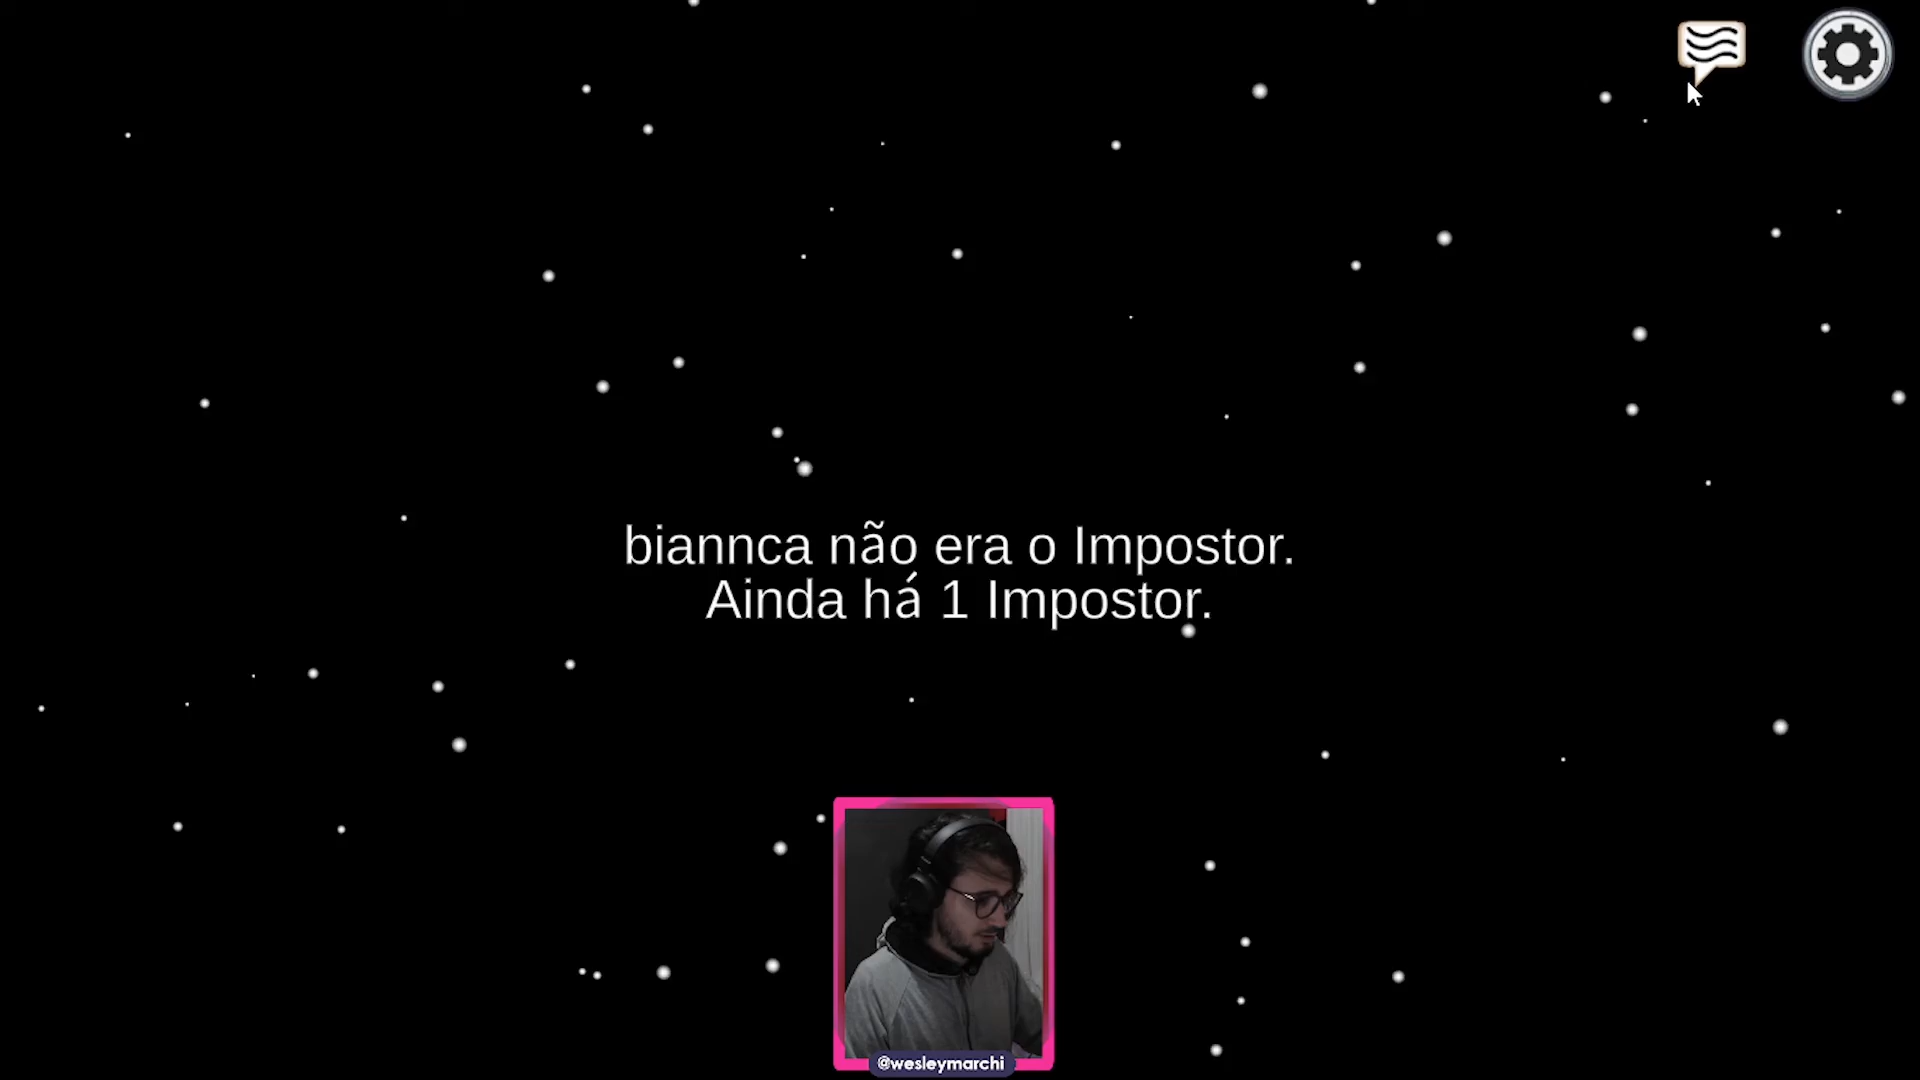 biannca não era o Impostor.
Ainda há 1 Impostor.
@wesleymarchi